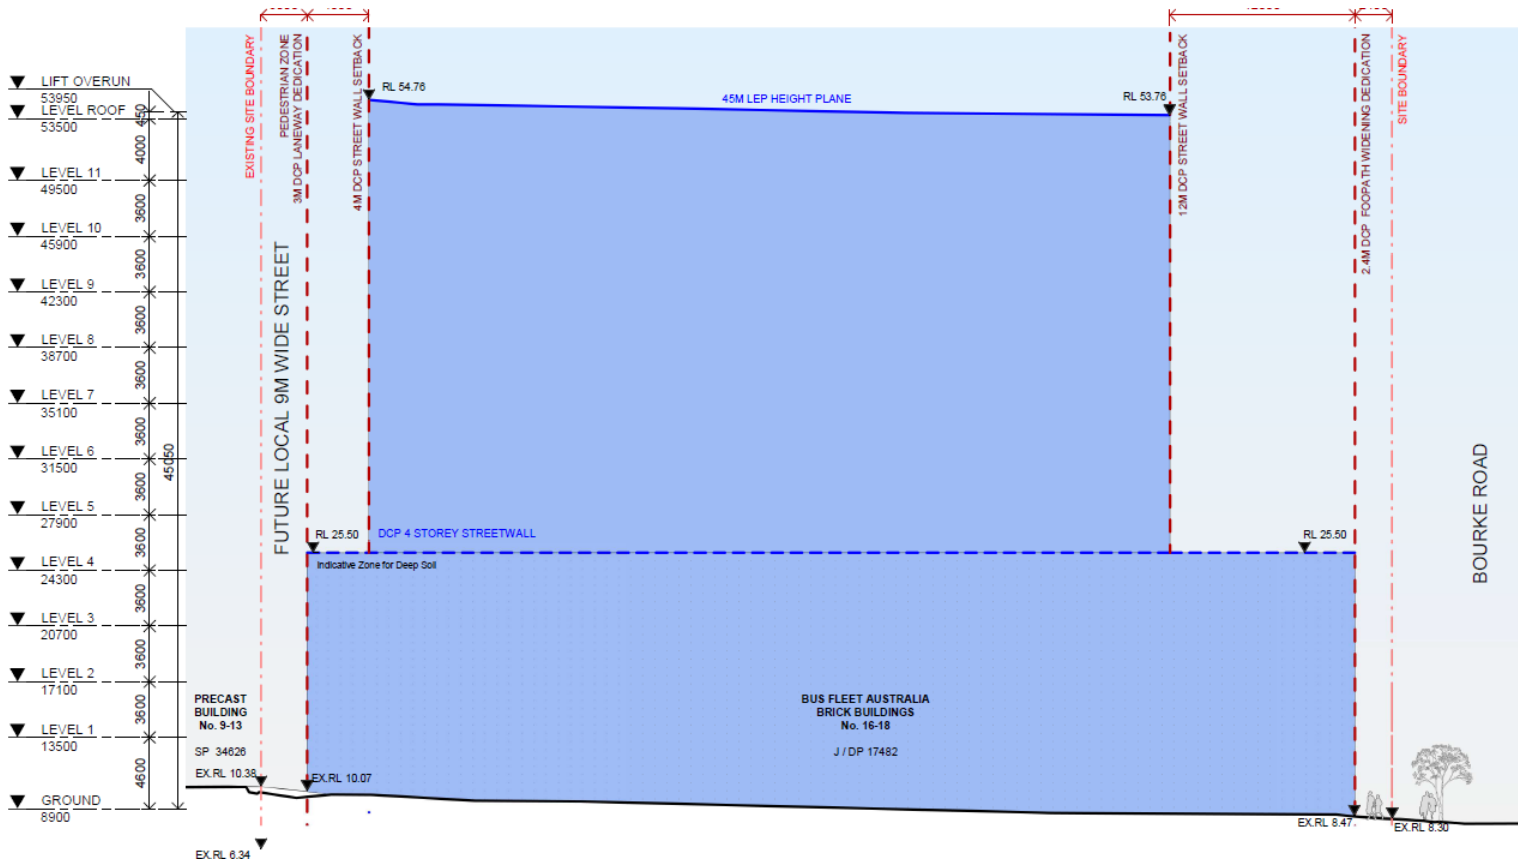 LIFT OVERUN
53950
LEVEL ROOF
53500
LEVEL 11
49500
LEVEL 10
45900
LEVEL 9
42300
LEVEL 8
38700
LEVEL 7
35100
LEVEL 6
31500
LEVEL 5
27900
LEVEL 4
24300
LEVEL 3
20700
LEVEL 2
17100
LEVEL 1
13500
GROUND
8900
450
4000
3600
3600
3600
3600
3600
3600
3600
3600
3600
3600
4600
45050
EXISTING SITE BOUNDARY
PEDESTRIAN ZONE
3M DCP LANEWAY DEDICATION
4M DCP STREET WALL SETBACK
FUTURE LOCAL 9M WIDE STREET
RL 54.76
45M LEP HEIGHT PLANE
RL 53.76
12M DCP STREET WALL SETBACK
2.4M DCP FOOPATH WIDENING DEDICATION
SITE BOUNDARY
BOURKE ROAD
RL 25.50
DCP 4 STOREY STREETWALL
RL 25.50
Indicative Zone for Deep Soil
PRECAST
BUILDING
No. 9-13
SP 34626
BUS FLEET AUSTRALIA
BRICK BUILDINGS
No. 16-18
J / DP 17482
EX.RL 10.38
EX.RL 10.07
EX.RL 8.47
EX.RL 8.30
EX.RL 6.34